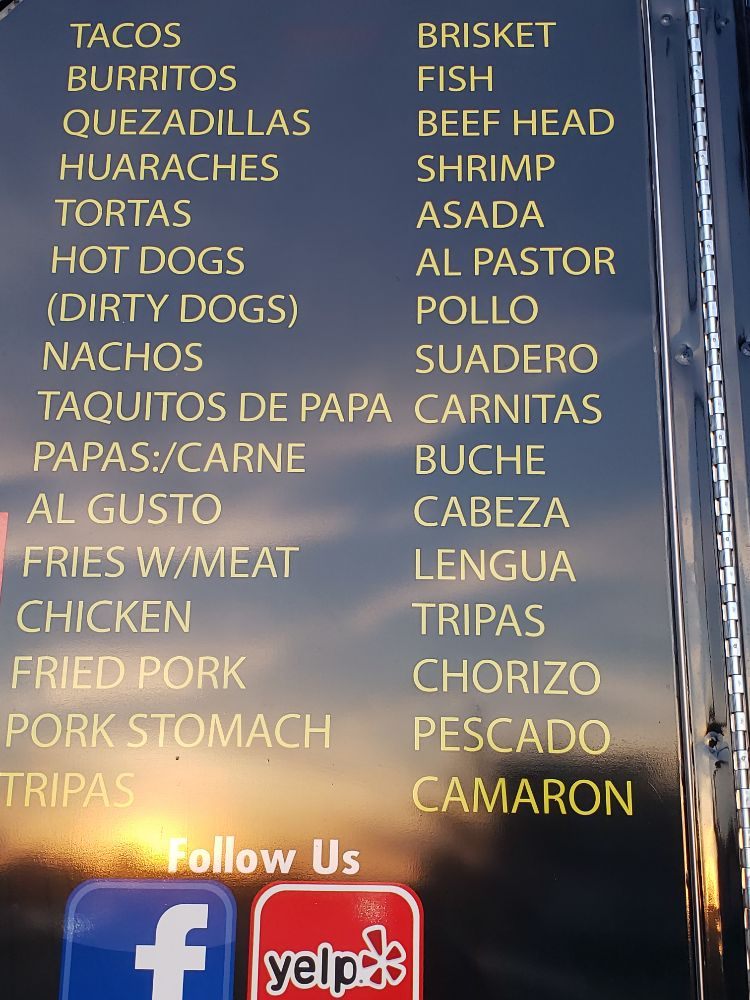 TACOS
BURRITOS
QUEZADILLAS
HUARACHES
TORTAS
HOT DOGS
(DIRTY DOGS)
NACHOS
TAQUITOS DE PAPA
PAPAS:/CARNE
AL GUSTO
FRIES W/MEAT
CHICKEN
FRIED PORK
PORK STOMACH
TRIPAS
BRISKET
FISH
BEEF HEAD
SHRIMP
ASADA
AL PASTOR
POLLO
SUADERO
CARNITAS
BUCHE
CABEZA
LENGUA
TRIPAS
CHORIZO
PESCADO
CAMARON
Follow Us
f
yelp